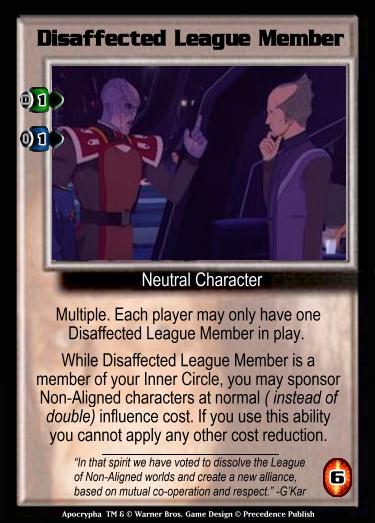 Disaffected League Member
D 1
D 1
Neutral Character
Multiple. Each player may only have one
Disaffected League Member in play.
While Disaffected League Member is a
member of your Inner Circle, you may sponsor
Non-Aligned characters at normal ( instead of
double) influence cost. If you use this ability
you cannot apply any other cost reduction.
“In that spirit we have voted to dissolve the League
of Non-Aligned worlds and create a new alliance,
based on mutual co-operation and respect.” -G’Kar
6
Apocrypha TM & © Warner Bros. Game Design © Precedence Publish